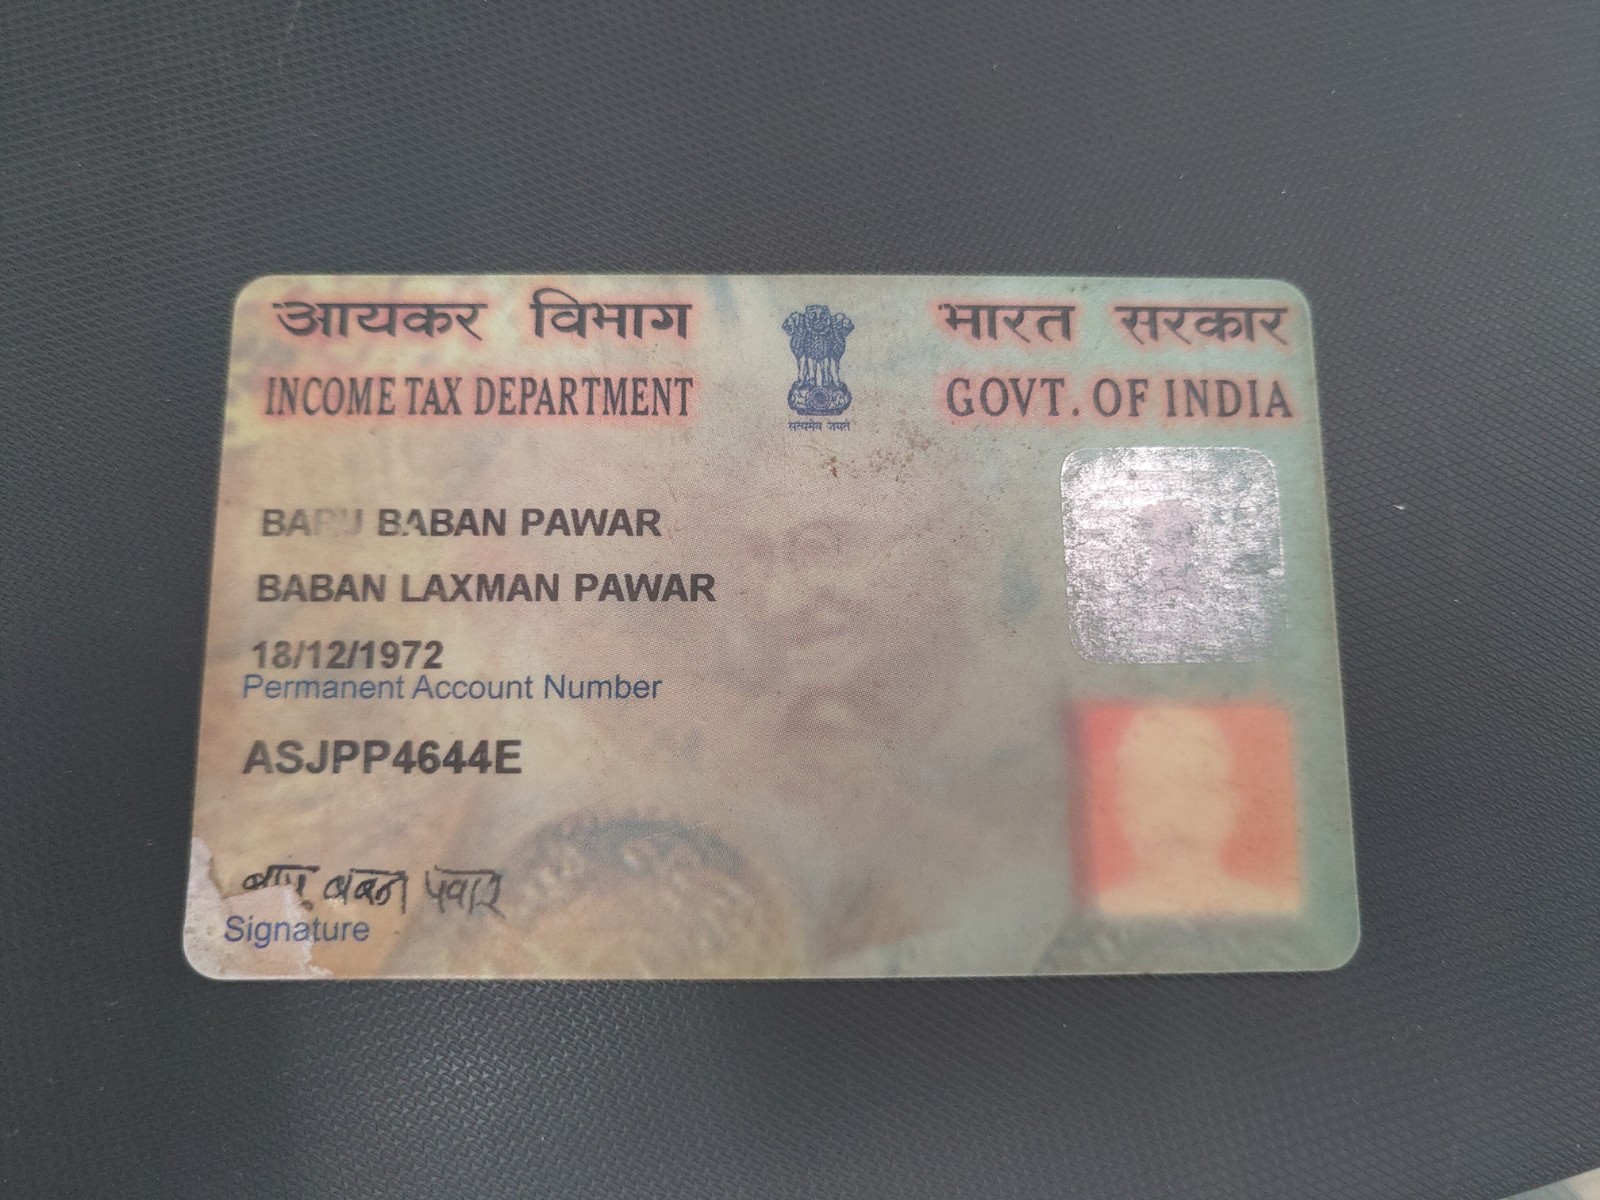 आयकर विभाग
INCOME TAX DEPARTMENT
भारत सरकार
GOVT. OF INDIA
सत्यमेव जयते
BABAN PAWAR
BABAN LAXMAN PAWAR
18/12/1972
Permanent Account Number
ASJPP4644E
बबन पवार
Signature